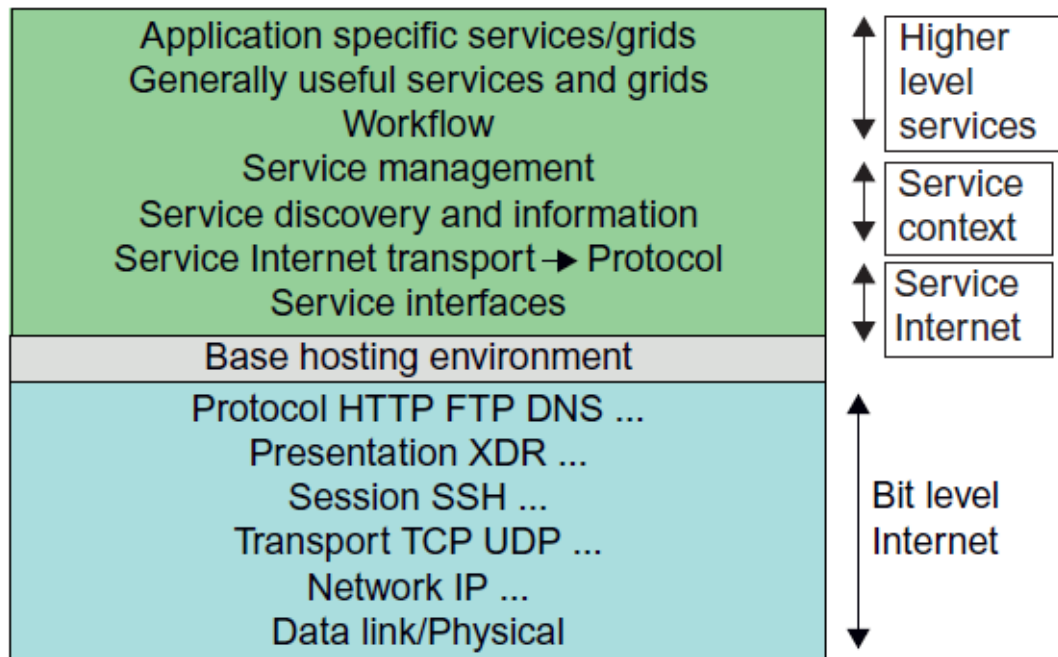 Application specific services/grids
Generally useful services and grids
Workflow
Service management
Service discovery and information
Service Internet transport → Protocol
Service interfaces
Base hosting environment
Protocol HTTP FTP DNS ...
Presentation XDR ...
Session SSH ...
Transport TCP UDP ...
Network IP ...
Data link/Physical
Higher
level
services
Service
context
Service
Internet
Bit level
Internet